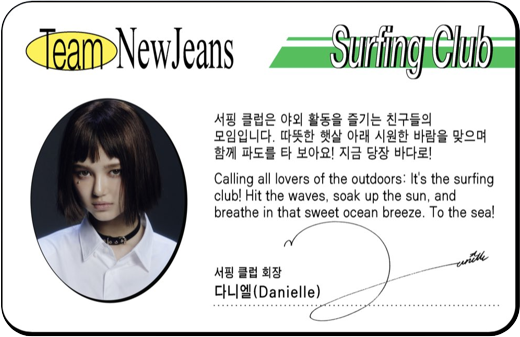 Team NewJeans
Surfing Club
서핑 클럽은 야외 활동을 즐기는 친구들의
모임입니다. 따뜻한 햇살 아래 시원한 바람을 맞으며
함께 파도를 타 보아요! 지금 당장 바다로!
Calling all lovers of the outdoors: It's the surfing
club! Hit the waves, soak up the sun, and
breathe in that sweet ocean breeze. To the sea!
서핑 클럽 회장
다니엘(Danielle)